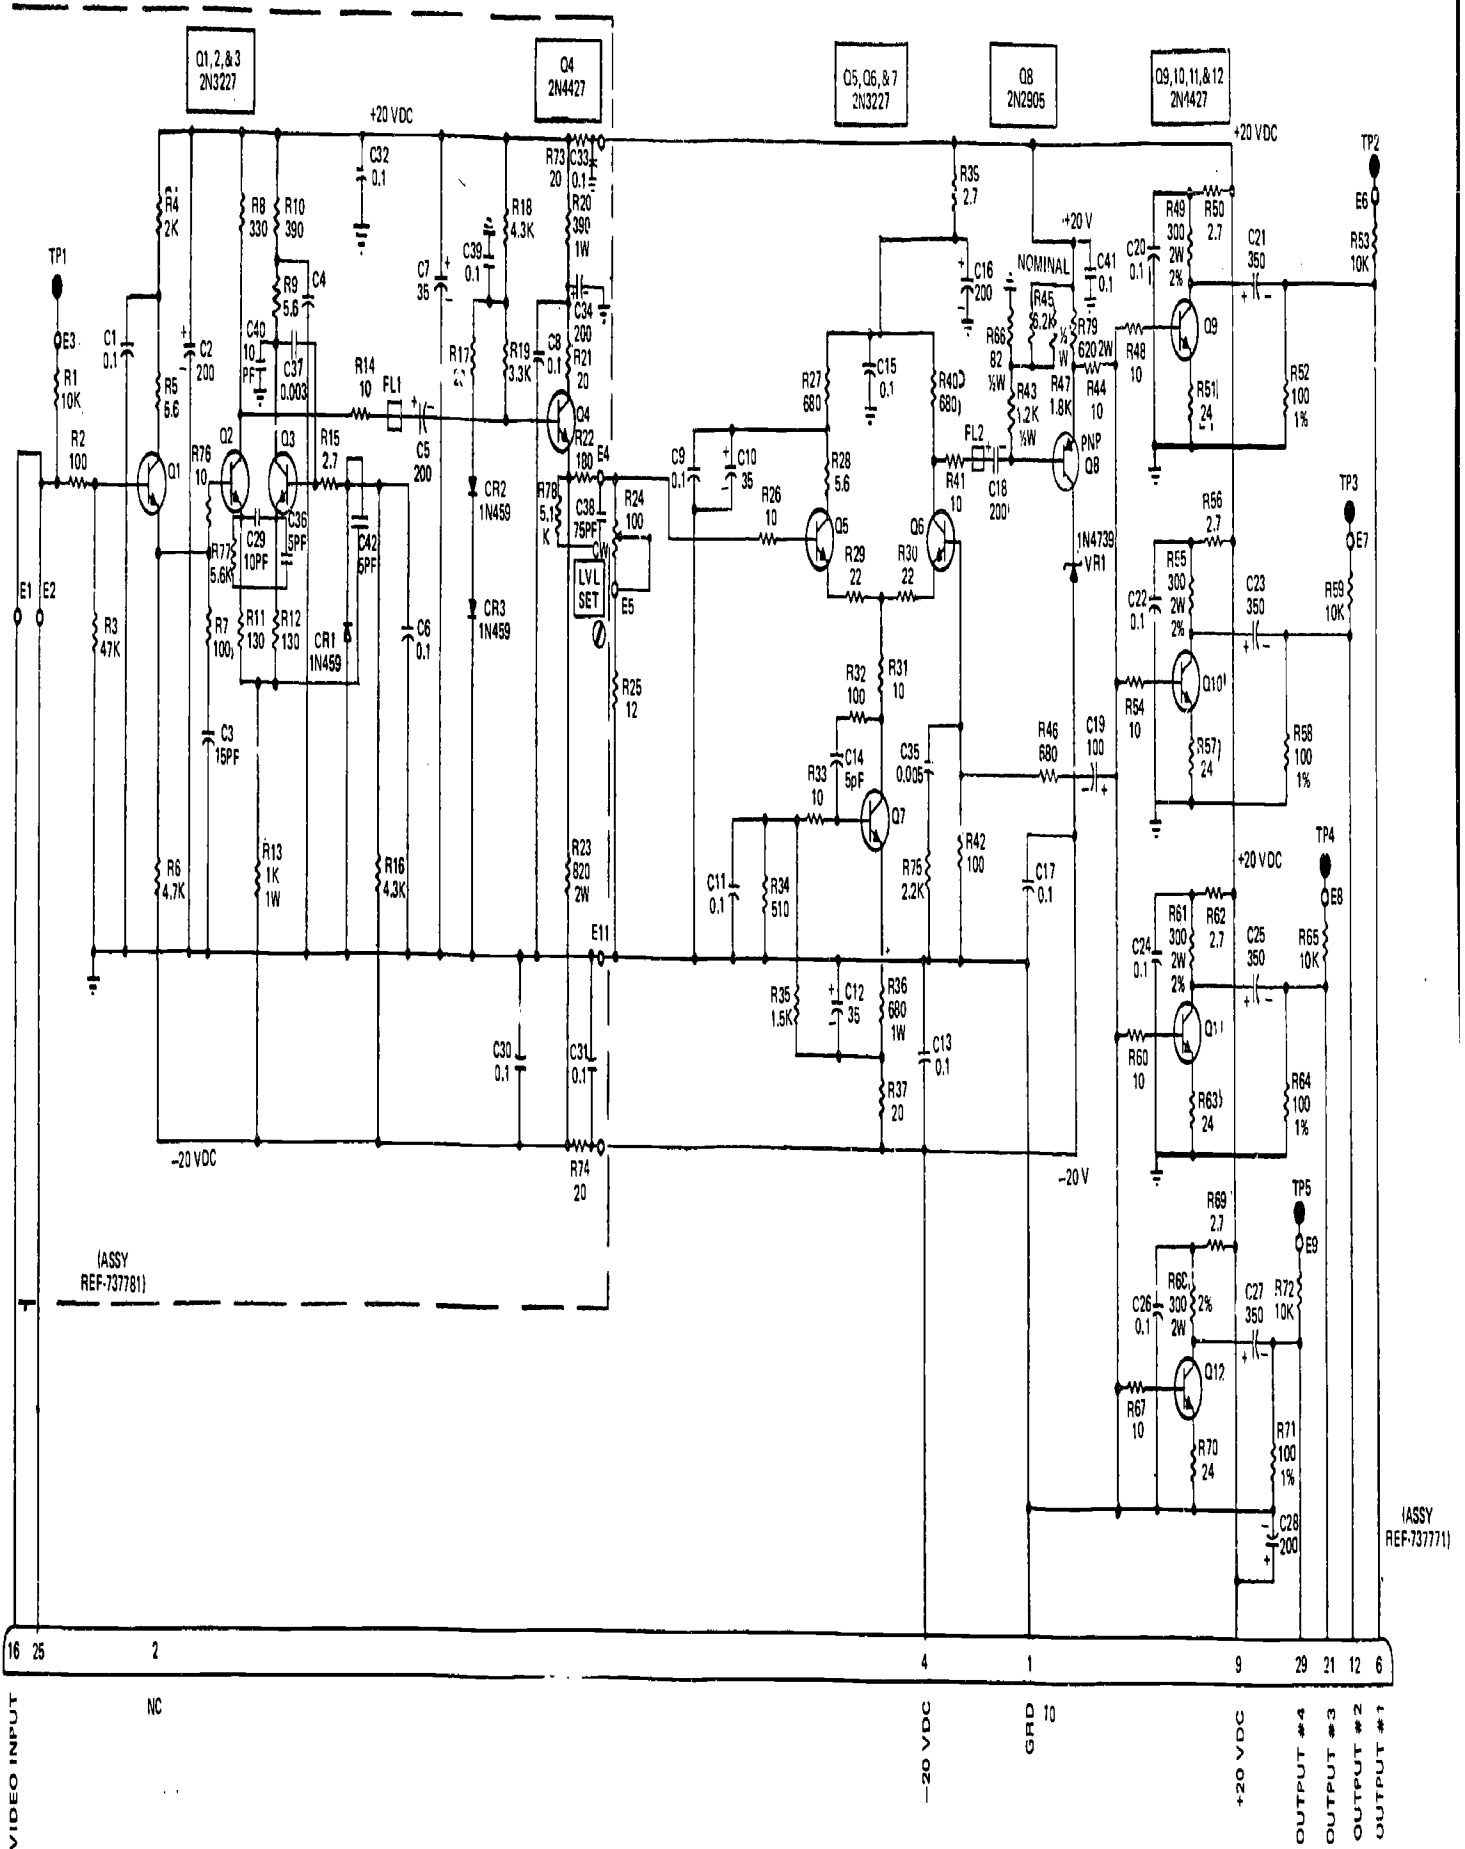 Q1, 2, & 3
2N3227
Q4
2N4427
Q5, Q6, & 7
2N3227
Q8
2N2905
Q9, 10, 11, & 12
2N4427
+20 VDC
+20 VDC
TP2
E6
R53
10K
R4
2K
R8
330
R10
390
C32
0.1
R73
20
C33
0.1
R20
390
1W
R18
4.3K
C39
0.1
C7
35
+
-
R35
2.7
+20 V
NOMINAL
C16
200
C41
0.1
R49
300
2W
2%
R50
2.7
C20
0.1
C21
350
TP1
E3
R1
10K
R2
100
C1
0.1
C2
200
R5
5.6
R9
5.6
C4
C40
10
PF
C37
0.003
R14
10
FL1
C5
200
R17
R19
3.3K
C8
0.1
C34
200
R21
20
Q4
R22
180
E4
R27
680
C15
0.1
R40
680
R66
82
½W
R45
6.2K
½
W
R43
1.2K
½W
R47
1.8K
R79
620 2W
R44
10
R48
10
Q9
R51
24
R52
100
1%
Q1
R76
10
Q2
Q3
R15
2.7
C9
0.1
C10
35
R28
5.6
FL2
R41
10
C18
200
PNP
Q8
CR2
1N459
R78
5.1
K
C38
75PF
CW
R24
100
R26
10
Q5
Q6
1N4739
VR1
R56
2.7
TP3
E7
R59
10K
C29
10PF
C36
5PF
R77
5.6K
C42
5PF
LVL
SET
E5
R29
22
R30
22
R55
300
2W
2%
C22
0.1
C23
350
E1
E2
R3
47K
R7
100
R11
130
R12
130
CR1
1N459
C6
0.1
CR3
1N459
R25
12
R32
100
R31
10
Q10
R54
10
R57
24
R58
100
1%
C3
15PF
C14
5pF
R33
10
Q7
C35
0.005
R46
680
C19
100
R6
4.7K
R13
1K
1W
R16
4.3K
R23
820
2W
E11
C11
0.1
R34
510
R75
2.2K
R42
100
C17
0.1
+20 VDC
TP4
E8
R65
10K
R61
300
2W
2%
R62
2.7
C24
0.1
C25
350
R35
1.5K
C12
35
R36
680
1W
C13
0.1
C30
0.1
C31
0.1
R37
20
Q11
R60
10
R63
24
R64
100
1%
-20 VDC
R74
20
-20 V
TP5
E9
R69
2.7
(ASSY
REF-737781)
C26
0.1
300
2W
2%
C27
350
R72
10K
Q12
R67
10
R70
24
R71
100
1%
C28
200
(ASSY
REF-737771)
16 25 2 4 1 9 29 21 12 6
VIDEO INPUT
NC
-20 VDC
GRD
10
+20 VDC
OUTPUT #4
OUTPUT #3
OUTPUT #2
OUTPUT #1